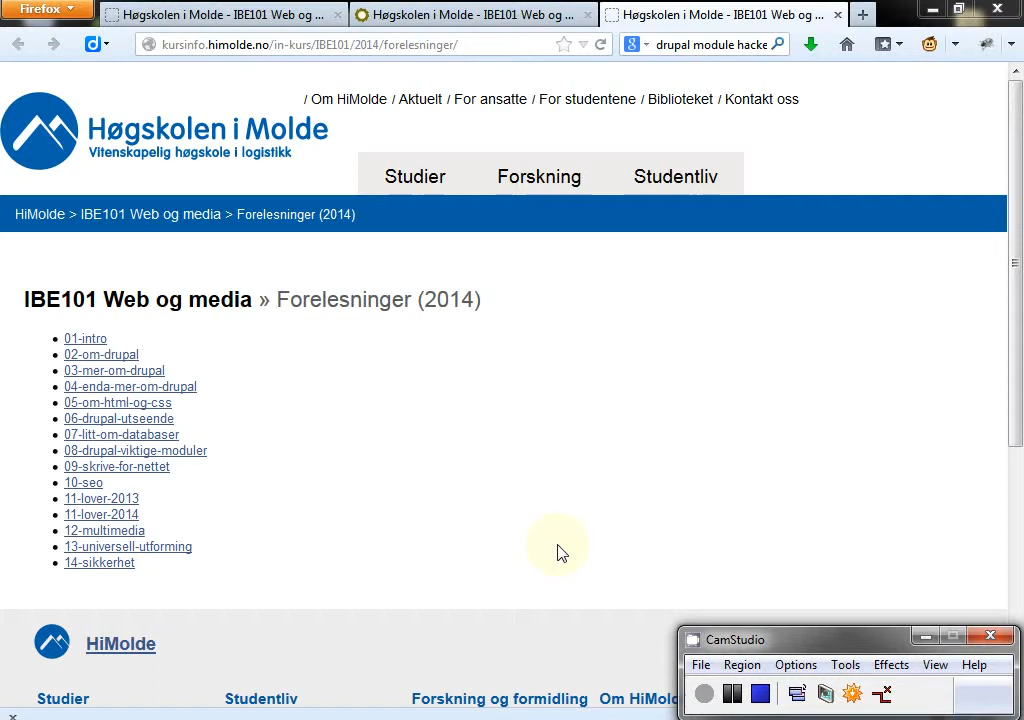 Firefox
Høgskolen i Molde - IBE101 Web og ...
Høgskolen i Molde - IBE101 Web og ...
Høgskolen i Molde - IBE101 Web og ...
kursinfo.himolde.no/in-kurs/IBE101/2014/forelesninger/
drupal module hacke
/ Om HiMolde / Aktuelt / For ansatte / For studentene / Biblioteket / Kontakt oss
Høgskolen i Molde
Vitenskapelig høgskole i logistikk
Studier Forskning Studentliv
HiMolde > IBE101 Web og media > Forelesninger (2014)
IBE101 Web og media » Forelesninger (2014)
01-intro
02-om-drupal
03-mer-om-drupal
04-enda-mer-om-drupal
05-om-html-og-css
06-drupal-utseende
07-litt-om-databaser
08-drupal-viktige-moduler
09-skrive-for-nettet
10-seo
11-lover-2013
11-lover-2014
12-multimedia
13-universell-utforming
14-sikkerhet
HiMolde
Studier Studentliv Forskning og formidling Om HiMold
CamStudio
File Region Options Tools Effects View Help